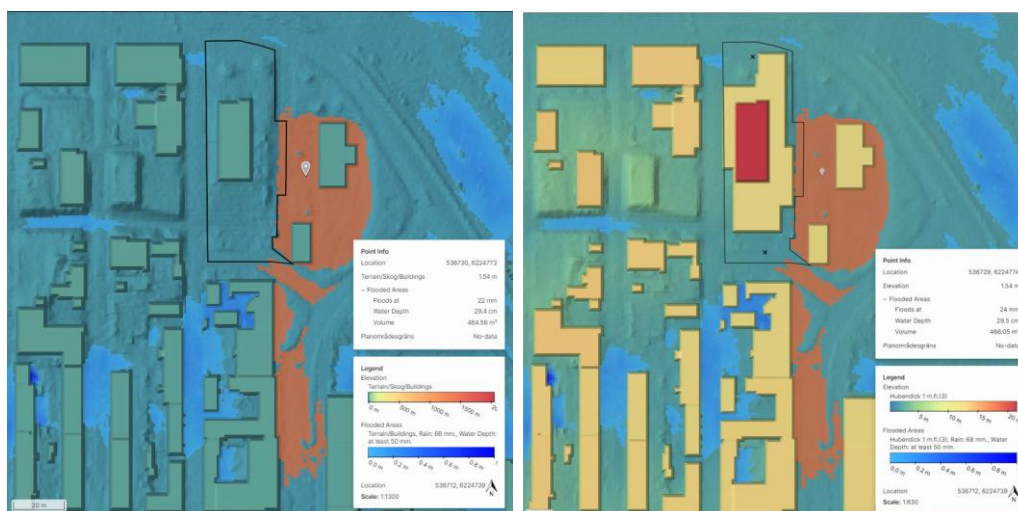 Point Info
Location 536730, 6224773
Terrain/Skog/Buildings 1.54 m
Flooded Areas
Floods at 22 mm
Water Depth 29.4 cm
Volume 464.56 m³
Planområdesgräns No-data
Legend
Elevation
Terrain/Skog/Buildings
0 m 500 m 1000 m 1500 m
Flooded Areas
Terrain/Buildings, Rain: 68 mm., Water Depth:
at least 50 mm.
0.0 m 0.2 m 0.4 m 0.6 m 0.8 m
Location 536712, 6224739
Scale: 1:1300
N
20 m
Point Info
Location 536729, 6224774
Elevation 1.54 m
Flooded Areas
Floods at 24 mm
Water Depth 29.5 cm
Volume 466.05 m³
Planområdesgräns No-data
Legend
Elevation
Hubendick 1 m.fl.(3)
5 m 10 m 15 m 20 m
Flooded Areas
Hubendick 1 m.fl.(3), Rain: 68 mm., Water
Depth: at least 50 mm.
0.0 m 0.2 m 0.4 m 0.6 m 0.8 m
Location 536712, 6224739
Scale: 1:630
N